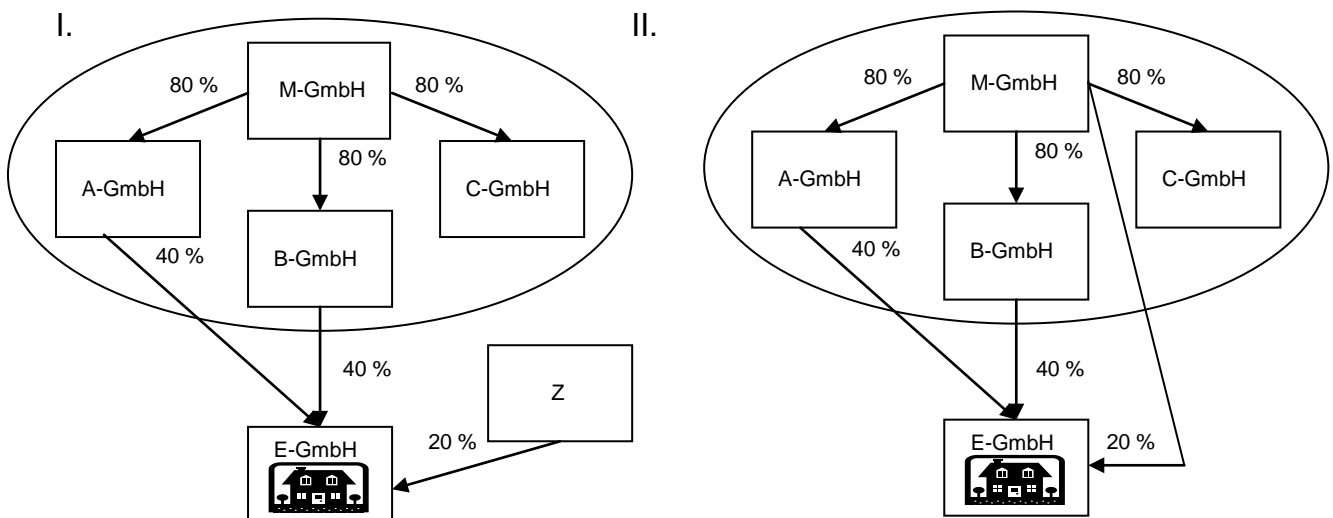 I.
M-GmbH
80 %
80 %
A-GmbH
80 %
C-GmbH
B-GmbH
40 %
40 %
Z
E-GmbH
20 %
II.
M-GmbH
80 %
80 %
A-GmbH
80 %
C-GmbH
B-GmbH
40 %
40 %
E-GmbH
20 %